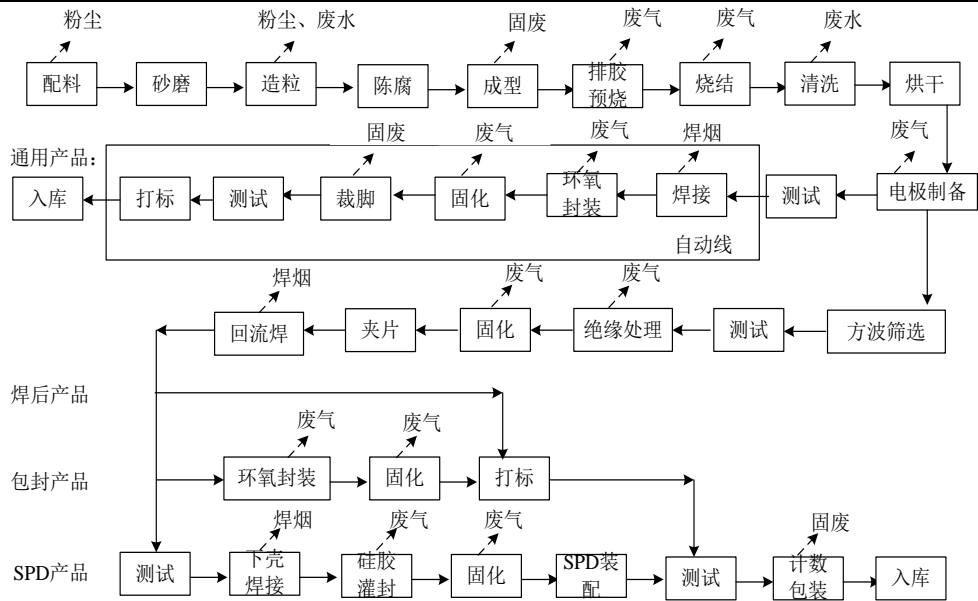 粉尘 粉尘、废水 固废 废气 废气 废水
配料 砂磨 造粒 陈腐 成型 排胶预烧 烧结 清洗 烘干
固废 废气 废气 焊烟 废气
通用产品：
入库 打标 测试 裁脚 固化 环氧封装 焊接 测试 电极制备
自动线
焊烟 废气 废气
回流焊 夹片 固化 绝缘处理 测试 方波筛选
焊后产品
废气 废气
包封产品 环氧封装 固化 打标
焊烟 废气 废气 固废
SPD产品 测试 下壳焊接 硅胶灌封 固化 SPD装配 测试 计数包装 入库